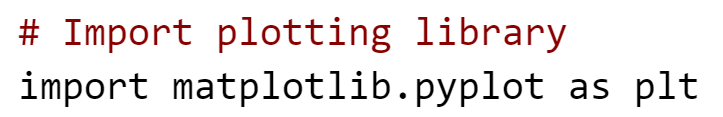 # Import plotting library
import matplotlib.pyplot as plt